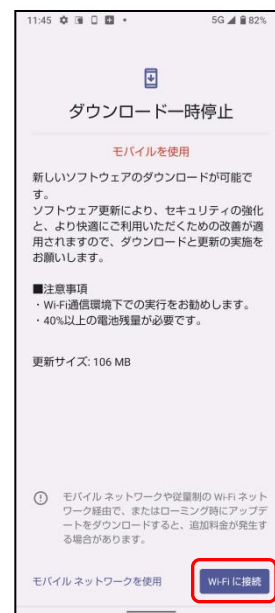 11:45 5G 82%
ダウンロード一時停止
モバイルを使用
新しいソフトウェアのダウンロードが可能で
す。
ソフトウェア更新により、セキュリティの強化
と、より快適にご利用いただくための改善が適
用されますので、ダウンロードと更新の実施を
お願いします。
■注意事項
・Wi-Fi通信環境下での実行をお勧めします。
・40%以上の電池残量が必要です。
更新サイズ: 106 MB
モバイル ネットワークや従量制の Wi-Fi ネット
ワーク経由で、またはローミング時にアップデ
ートをダウンロードすると、追加料金が発生す
る場合があります。
モバイル ネットワークを使用
Wi-Fi に接続